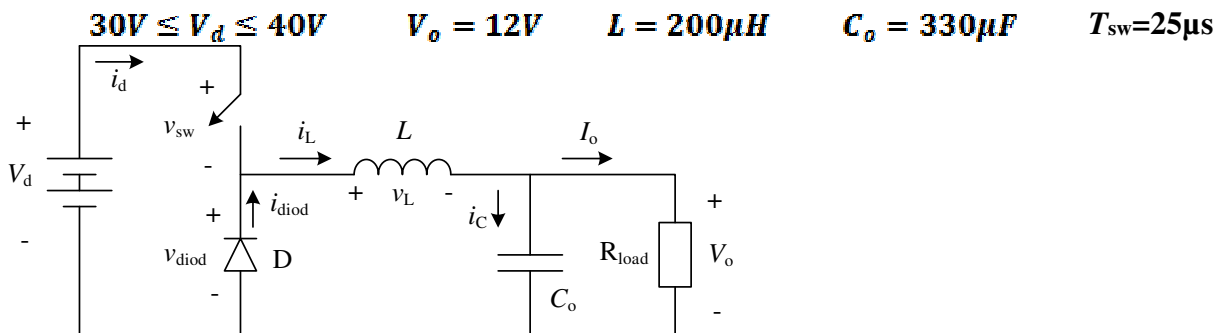 30V ≤ V_d ≤ 40V V_o = 12V L = 200μH C_o = 330μF T_sw=25μs
i_d
+
v_sw
-
+
V_d
-
i_L
L
+ v_L -
I_o
i_diod
+
v_diod
-
D
i_C
C_o
R_load
+
V_o
-